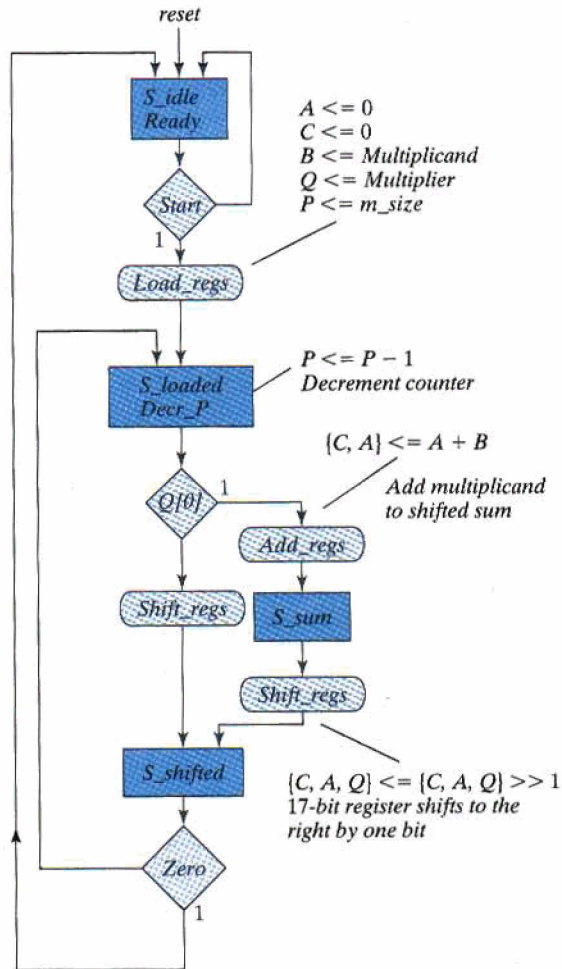 reset
S_idle
Ready
A <= 0
C <= 0
B <= Multiplicand
Q <= Multiplier
P <= m_size
Start
1
Load_regs
S_loaded
Decr_P
P <= P − 1
Decrement counter
{C, A} <= A + B
Add multiplicand
to shifted sum
Q[0]
1
Add_regs
Shift_regs
S_sum
Shift_regs
S_shifted
{C, A, Q} <= {C, A, Q} >> 1
17-bit register shifts to the
right by one bit
Zero
1